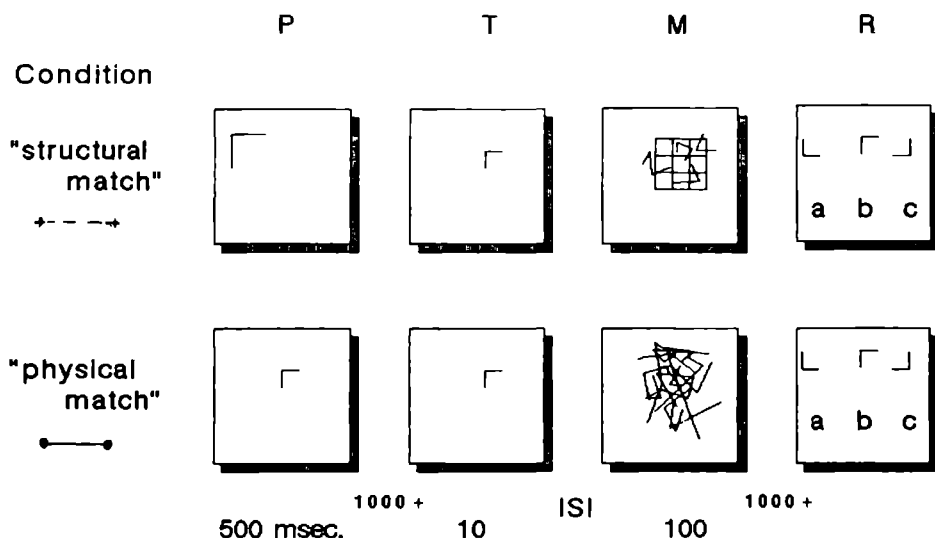 P T M R
Condition
"structural
match"
a b c
"physical
match"
a b c
1000 + ISI 1000 +
500 msec. 10 100